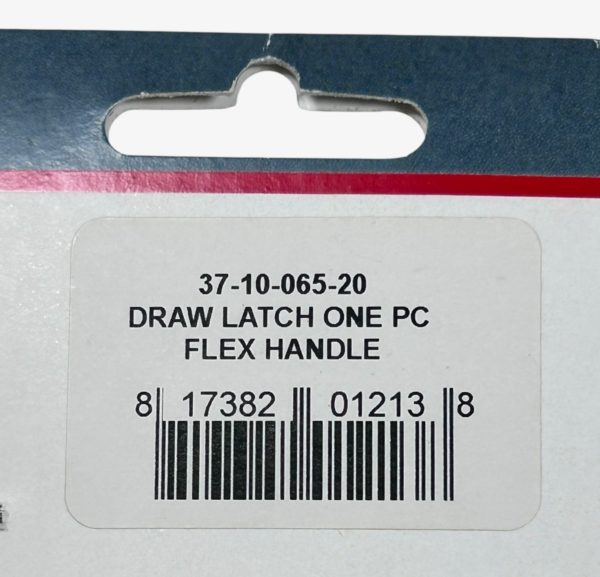 37-10-065-20
DRAW LATCH ONE PC
FLEX HANDLE
8 17382 01213 8